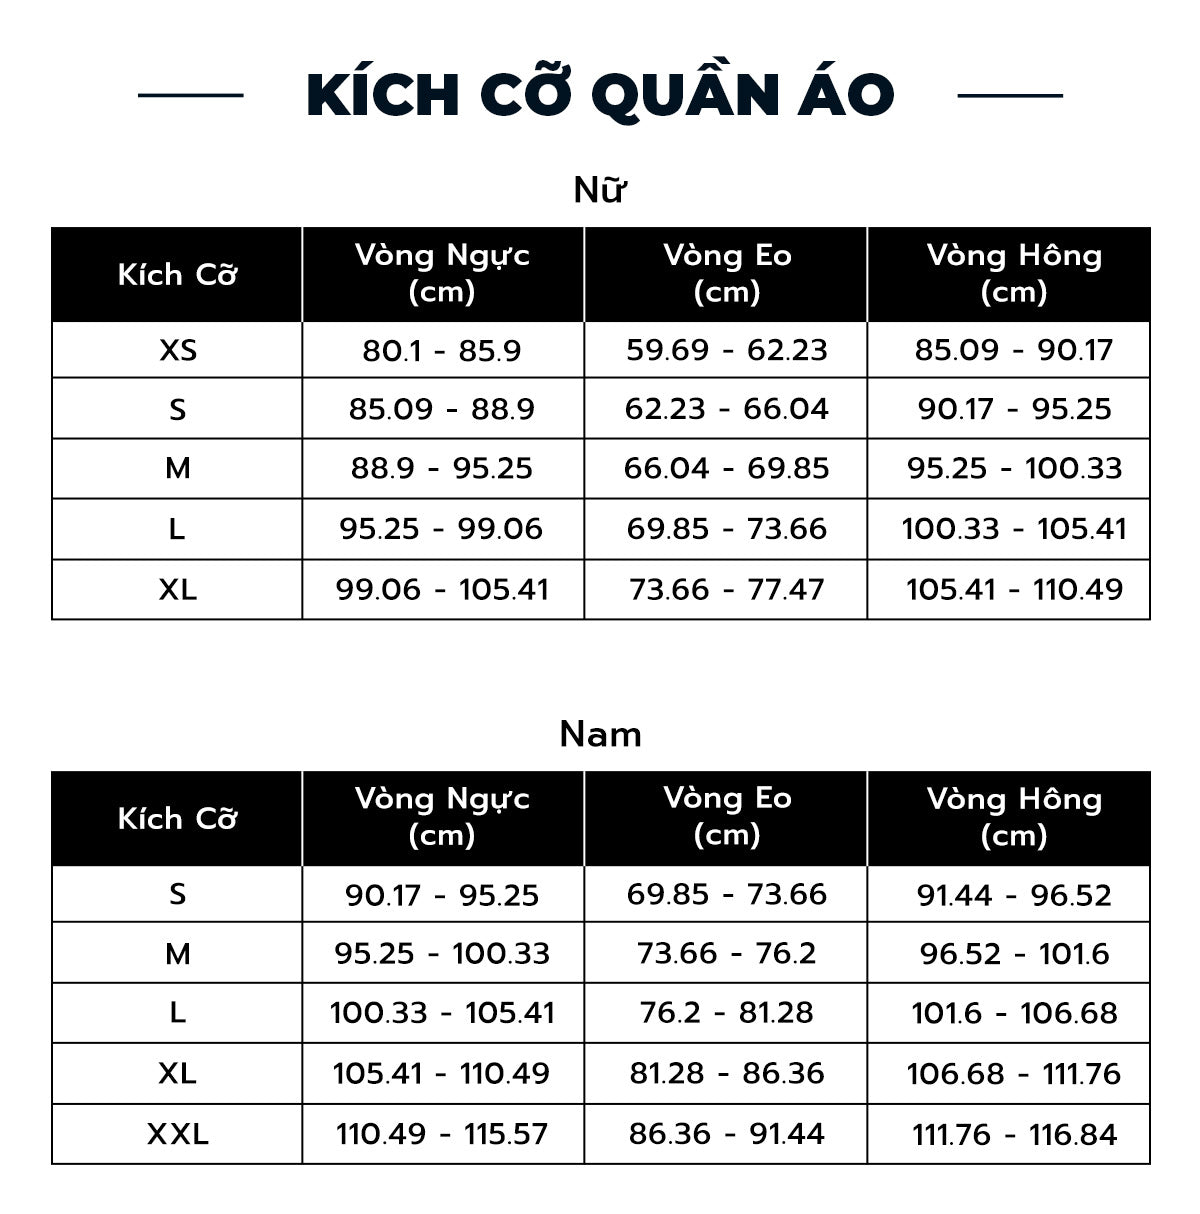 KÍCH CỠ QUẦN ÁO
Nữ
Kích Cỡ Vòng Ngực (cm) Vòng Eo (cm) Vòng Hông (cm)
XS 80.1 - 85.9 59.69 - 62.23 85.09 - 90.17
S 85.09 - 88.9 62.23 - 66.04 90.17 - 95.25
M 88.9 - 95.25 66.04 - 69.85 95.25 - 100.33
L 95.25 - 99.06 69.85 - 73.66 100.33 - 105.41
XL 99.06 - 105.41 73.66 - 77.47 105.41 - 110.49
Nam
Kích Cỡ Vòng Ngực (cm) Vòng Eo (cm) Vòng Hông (cm)
S 90.17 - 95.25 69.85 - 73.66 91.44 - 96.52
M 95.25 - 100.33 73.66 - 76.2 96.52 - 101.6
L 100.33 - 105.41 76.2 - 81.28 101.6 - 106.68
XL 105.41 - 110.49 81.28 - 86.36 106.68 - 111.76
XXL 110.49 - 115.57 86.36 - 91.44 111.76 - 116.84